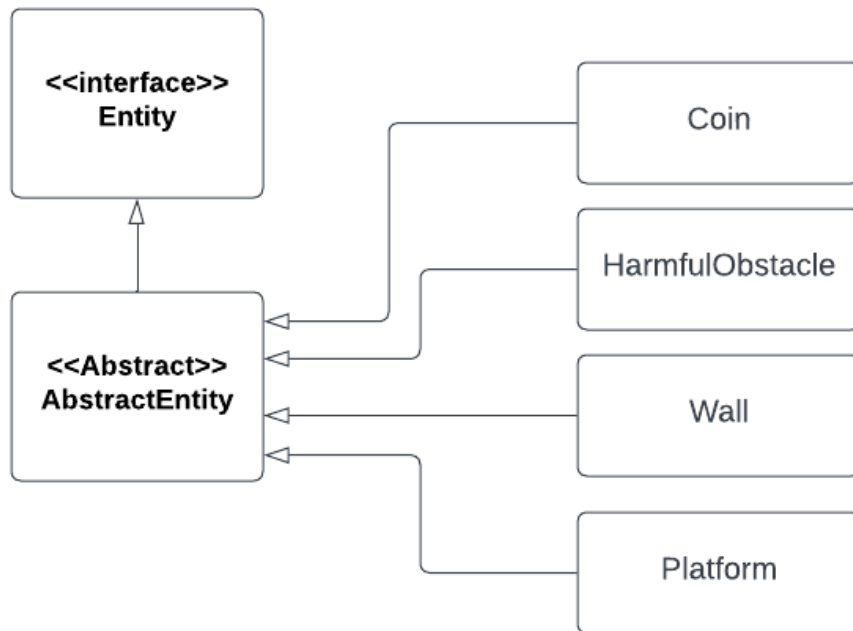 <<interface>>
Entity
Coin
HarmfulObstacle
<<Abstract>>
AbstractEntity
Wall
Platform